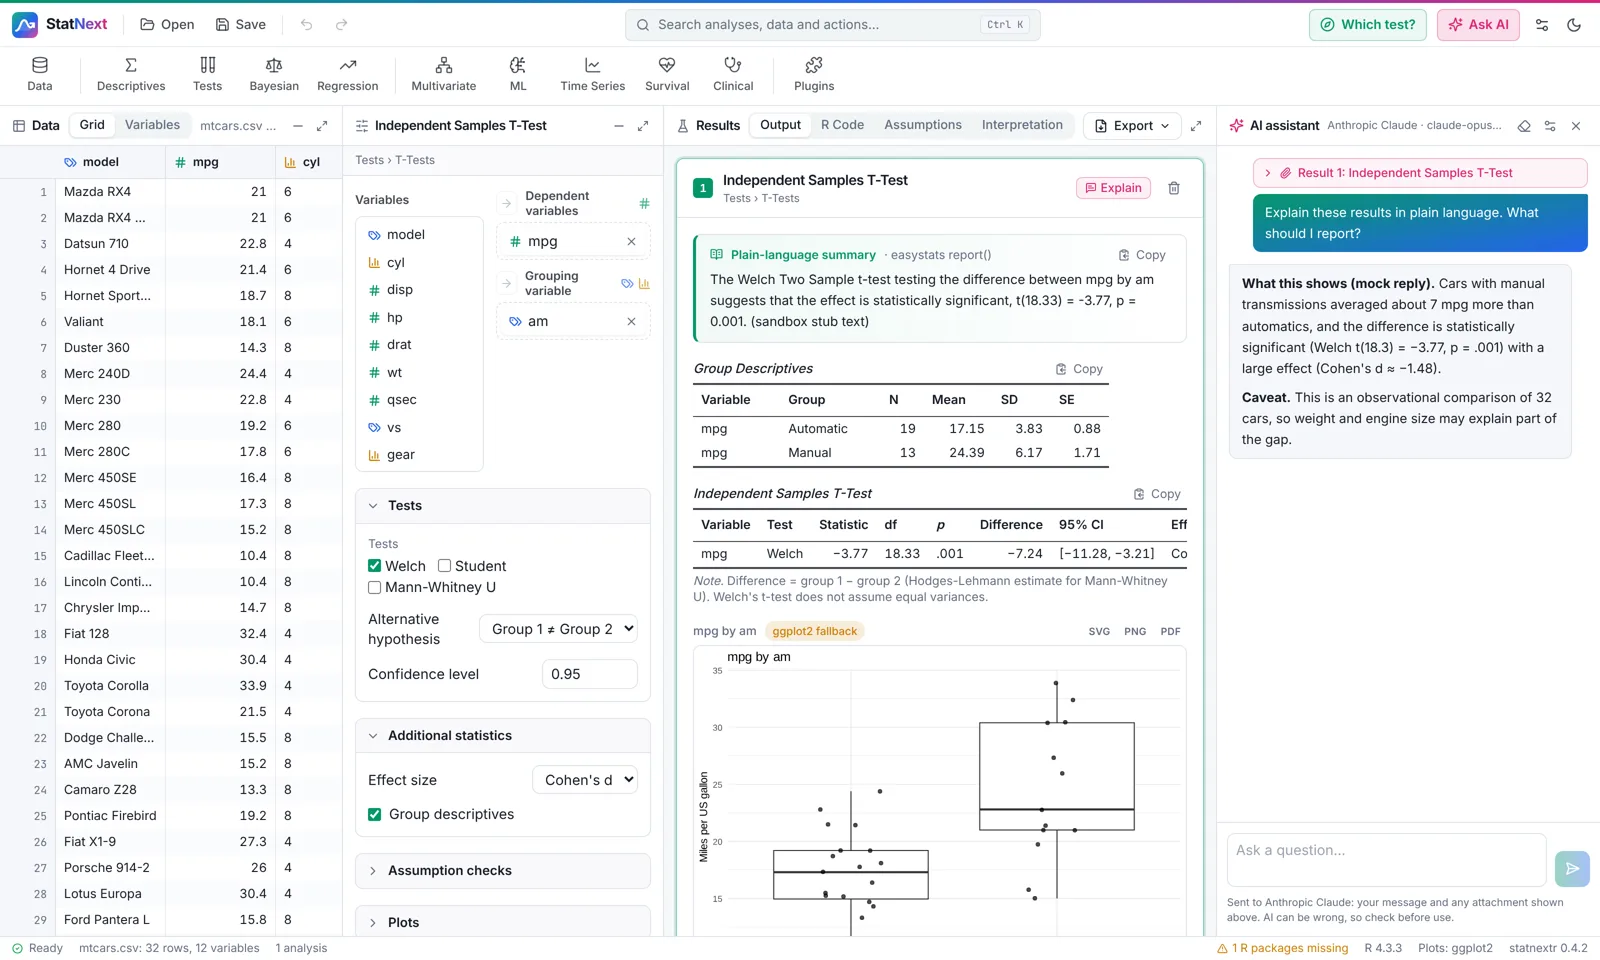 StatNext
Open
Save
Search analyses, data and actions...
Ctrl K
Which test?
Ask AI
Data
Descriptives
Tests
Bayesian
Regression
Multivariate
ML
Time Series
Survival
Clinical
Plugins
Data
Grid
Variables
mtcars.csv ...
model mpg cyl
1 Mazda RX4 21 6
2 Mazda RX4 ... 21 6
3 Datsun 710 22.8 4
4 Hornet 4 Drive 21.4 6
5 Hornet Sport... 18.7 8
6 Valiant 18.1 6
7 Duster 360 14.3 8
8 Merc 240D 24.4 4
9 Merc 230 22.8 4
10 Merc 280 19.2 6
11 Merc 280C 17.8 6
12 Merc 450SE 16.4 8
13 Merc 450SL 17.3 8
14 Merc 450SLC 15.2 8
15 Cadillac Fleet... 10.4 8
16 Lincoln Conti... 10.4 8
17 Chrysler Imp... 14.7 8
18 Fiat 128 32.4 4
19 Honda Civic 30.4 4
20 Toyota Corolla 33.9 4
21 Toyota Corona 21.5 4
22 Dodge Challe... 15.5 8
23 AMC Javelin 15.2 8
24 Camaro Z28 13.3 8
25 Pontiac Firebird 19.2 8
26 Fiat X1-9 27.3 4
27 Porsche 914-2 26 4
28 Lotus Europa 30.4 4
29 Ford Pantera L 15.8 8
Independent Samples T-Test
Tests › T-Tests
Variables
model
cyl
disp
hp
drat
wt
qsec
vs
gear
Dependent
variables
mpg
Grouping
variable
am
Tests
Tests
Welch Student
Mann-Whitney U
Alternative
hypothesis
Group 1 ≠ Group 2
Confidence level 0.95
Additional statistics
Effect size Cohen's d
Group descriptives
Assumption checks
Plots
Results
Output
R Code
Assumptions
Interpretation
Export
1
Independent Samples T-Test
Tests › T-Tests
Explain
Plain-language summary · easystats report()
Copy
The Welch Two Sample t-test testing the difference between mpg by am
suggests that the effect is statistically significant, t(18.33) = -3.77, p =
0.001. (sandbox stub text)
Group Descriptives
Copy
Variable Group N Mean SD SE
mpg Automatic 19 17.15 3.83 0.88
mpg Manual 13 24.39 6.17 1.71
Independent Samples T-Test
Copy
Variable Test Statistic df p Difference 95% CI Eff
mpg Welch −3.77 18.33 .001 −7.24 [−11.28, −3.21] Co
Note. Difference = group 1 − group 2 (Hodges-Lehmann estimate for Mann-Whitney
U). Welch's t-test does not assume equal variances.
mpg by am
ggplot2 fallback
SVG PNG PDF
mpg by am
Miles per US gallon
35
30
25
20
15
AI assistant
Anthropic Claude · claude-opus...
Result 1: Independent Samples T-Test
Explain these results in plain language. What
should I report?
What this shows (mock reply). Cars with manual
transmissions averaged about 7 mpg more than
automatics, and the difference is statistically
significant (Welch t(18.3) = −3.77, p = .001) with a
large effect (Cohen's d ≈ −1.48).
Caveat. This is an observational comparison of 32
cars, so weight and engine size may explain part of
the gap.
Ask a question...
Sent to Anthropic Claude: your message and any attachment shown
above. AI can be wrong, so check before use.
Ready
mtcars.csv: 32 rows, 12 variables
1 analysis
1 R packages missing
R 4.3.3
Plots: ggplot2
statnextr 0.4.2